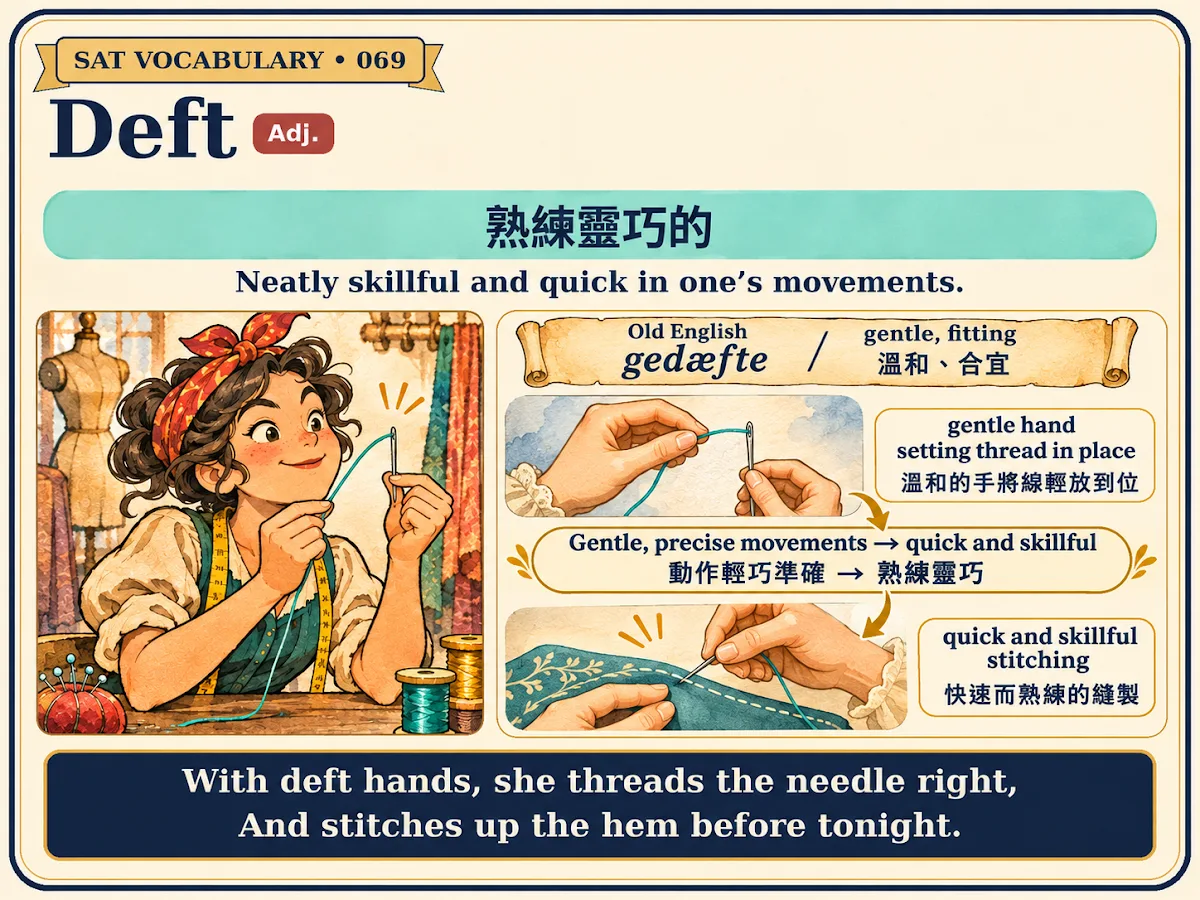 SAT VOCABULARY • 069
Deft
Adj.
熟練靈巧的
Neatly skillful and quick in one’s movements.
Old English
gedæfte
/
gentle, fitting
溫和、合宜
gentle hand
setting thread in place
溫和的手將線輕放到位
Gentle, precise movements → quick and skillful
動作輕巧準確 → 熟練靈巧
quick and skillful
stitching
快速而熟練的縫製
With deft hands, she threads the needle right,
And stitches up the hem before tonight.